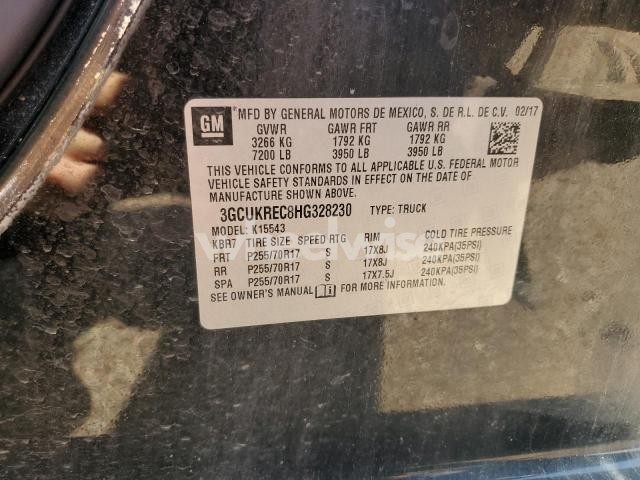 GM
*MFD BY GENERAL MOTORS DE MEXICO, S. DE R.L. DE C.V. 02/17
GVWR GAWR FRT GAWR RR
3266 KG 1792 KG 1792 KG
7200 LB 3950 LB 3950 LB
THIS VEHICLE CONFORMS TO ALL APPLICABLE U.S. FEDERAL MOTOR
VEHICLE SAFETY STANDARDS IN EFFECT ON THE DATE OF
MANUFACTURE SHOWN ABOVE.
3GCUKREC8HG328230 TYPE: TRUCK
MODEL: K15543
KBR7 TIRE SIZE SPEED RTG RIM COLD TIRE PRESSURE
FRT P255/70R17 S 17X8J 240KPA(35PSI)
RR P255/70R17 S 17X8J 240KPA(35PSI)
SPA P255/70R17 S 17X7.5J 240KPA(35PSI)
SEE OWNER'S MANUAL i FOR MORE INFORMATION.